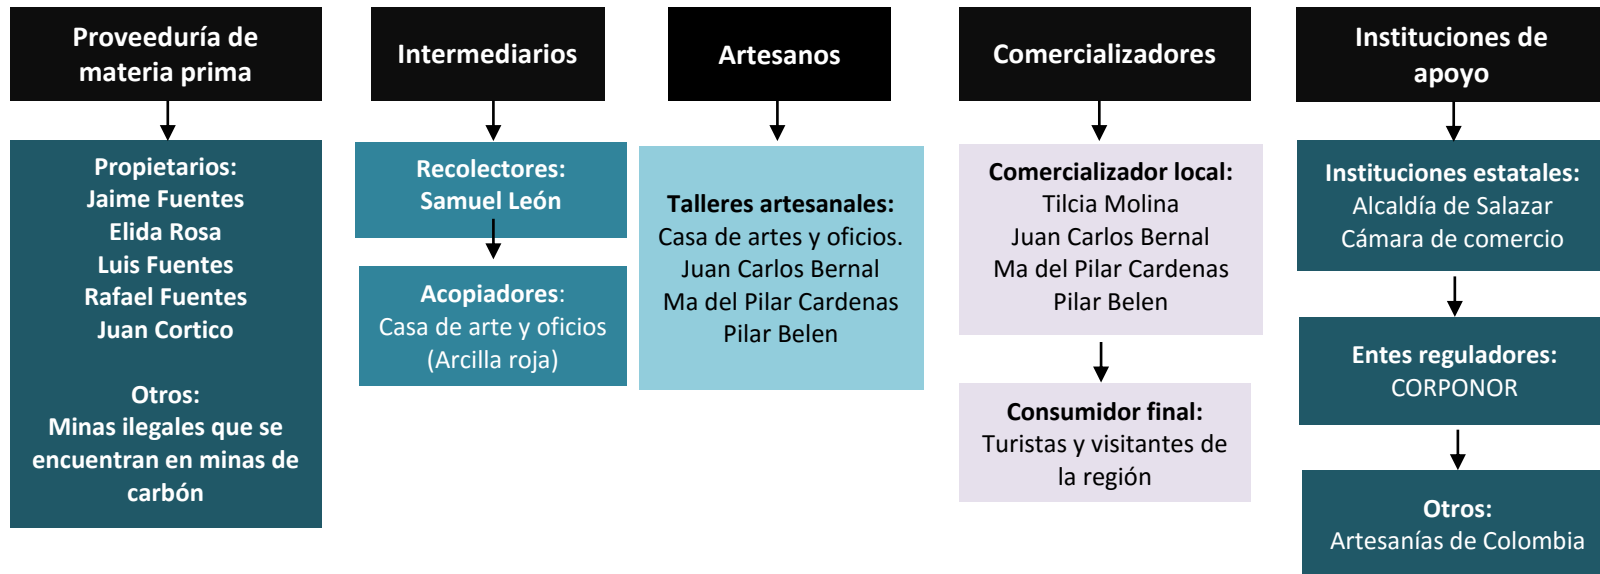 Proveeduría de
materia prima
Propietarios:
Jaime Fuentes
Elida Rosa
Luis Fuentes
Rafael Fuentes
Juan Cortico
Otros:
Minas ilegales que se
encuentran en minas de
carbón
Intermediarios
Recolectores:
Samuel León
Acopiadores:
Casa de arte y oficios
(Arcilla roja)
Artesanos
Talleres artesanales:
Casa de artes y oficios.
Juan Carlos Bernal
Ma del Pilar Cardenas
Pilar Belen
Comercializadores
Comercializador local:
Tilcia Molina
Juan Carlos Bernal
Ma del Pilar Cardenas
Pilar Belen
Consumidor final:
Turistas y visitantes de
la región
Instituciones de
apoyo
Instituciones estatales:
Alcaldía de Salazar
Cámara de comercio
Entes reguladores:
CORPONOR
Otros:
Artesanías de Colombia